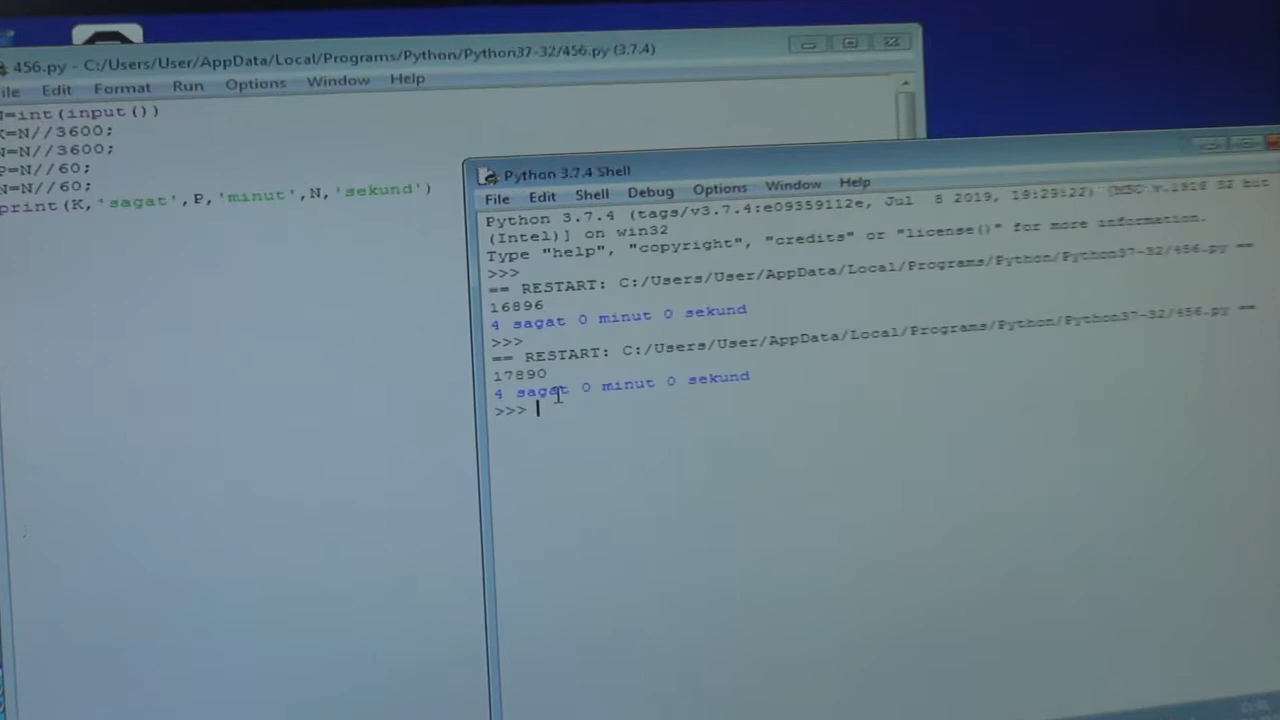 456.py - C:/Users/User/AppData/Local/Programs/Python/Python37-32/456.py (3.7.4)
ile Edit Format Run Options Window Help
N=int(input())
K=N//3600;
N=N//3600;
P=N//60;
N=N//60;
print(K,'sagat',P,'minut',N,'sekund')
Python 3.7.4 Shell
File Edit Shell Debug Options Window Help
Python 3.7.4 (tags/v3.7.4:e09359112e, Jul 8 2019, 19:29:22) [MSC v.1916 32 bit
(Intel)] on win32
Type "help", "copyright", "credits" or "license()" for more information.
>>>
== RESTART: C:/Users/User/AppData/Local/Programs/Python/Python37-32/456.py ==
16896
4 sagat 0 minut 0 sekund
>>>
== RESTART: C:/Users/User/AppData/Local/Programs/Python/Python37-32/456.py ==
17890
4 sagat 0 minut 0 sekund
>>>